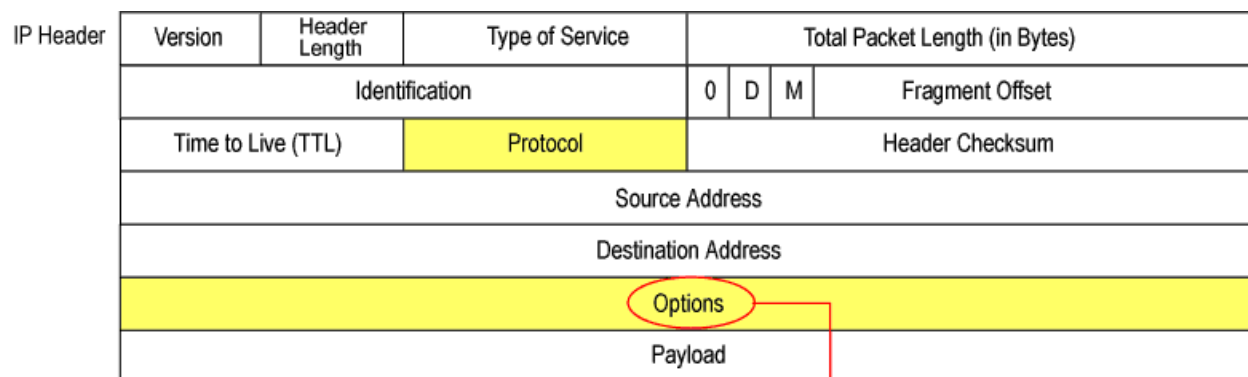 IP Header Version Header Length Type of Service Total Packet Length (in Bytes)
Identification 0 D M Fragment Offset
Time to Live (TTL) Protocol Header Checksum
Source Address
Destination Address
Options
Payload